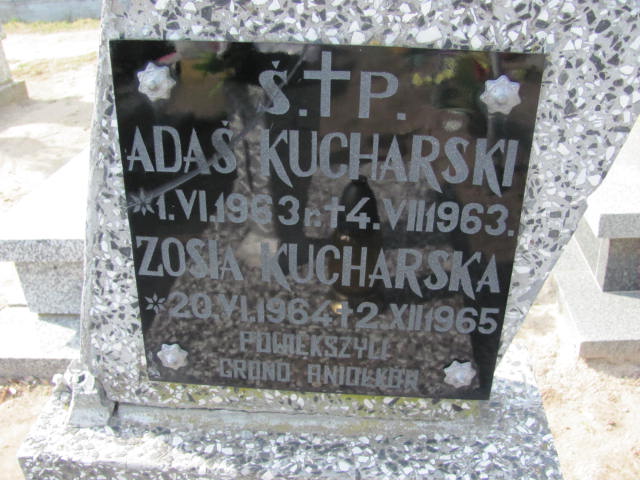 Ś.†P.
ADAŚ KUCHARSKI
*1.VI.1963r.†4.VIII1963.
ZOSIA KUCHARSKA
*20.VI.1964†2.XII1965
POWIĘKSZYLI
GRONO ANIOŁKÓW